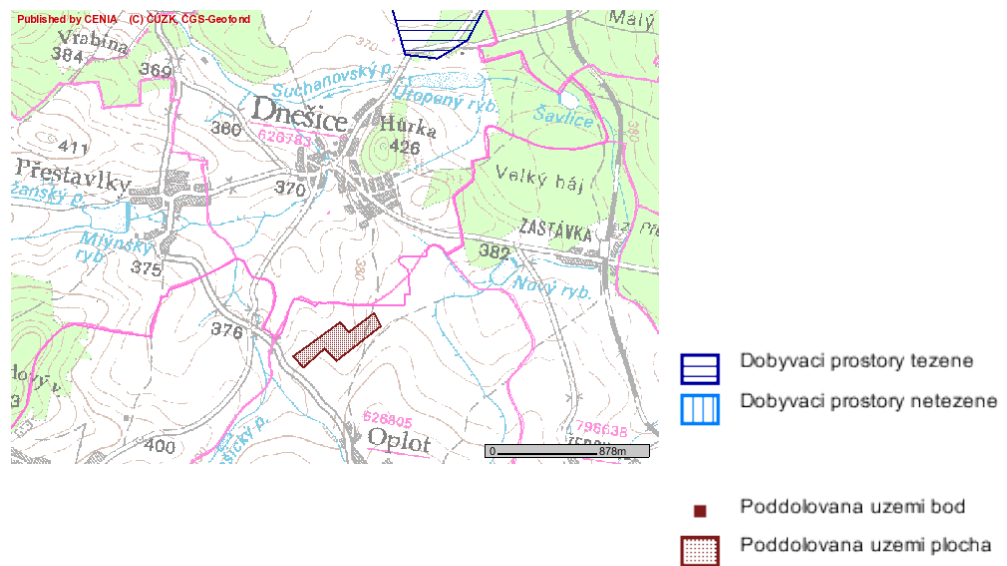 Published by CENIA (C) ČÚZK, ČGS-Geofond
Malý
Vrabina
384
370
369
Suchanovský p.
Utopený ryb.
Šavlice
380
Dnešice
626783
Hůrka
360
426
411
Přestavlky
370
Velký háj
žanský p.
ZASTÁVKA
Mlýnský
ryb.
382
375
380
Nový ryb.
376
Dobyvaci prostory tezene
Dobyvaci prostory netezene
626805
796638
400
Oplot
0 878m
Poddolovana uzemi bod
Poddolovana uzemi plocha